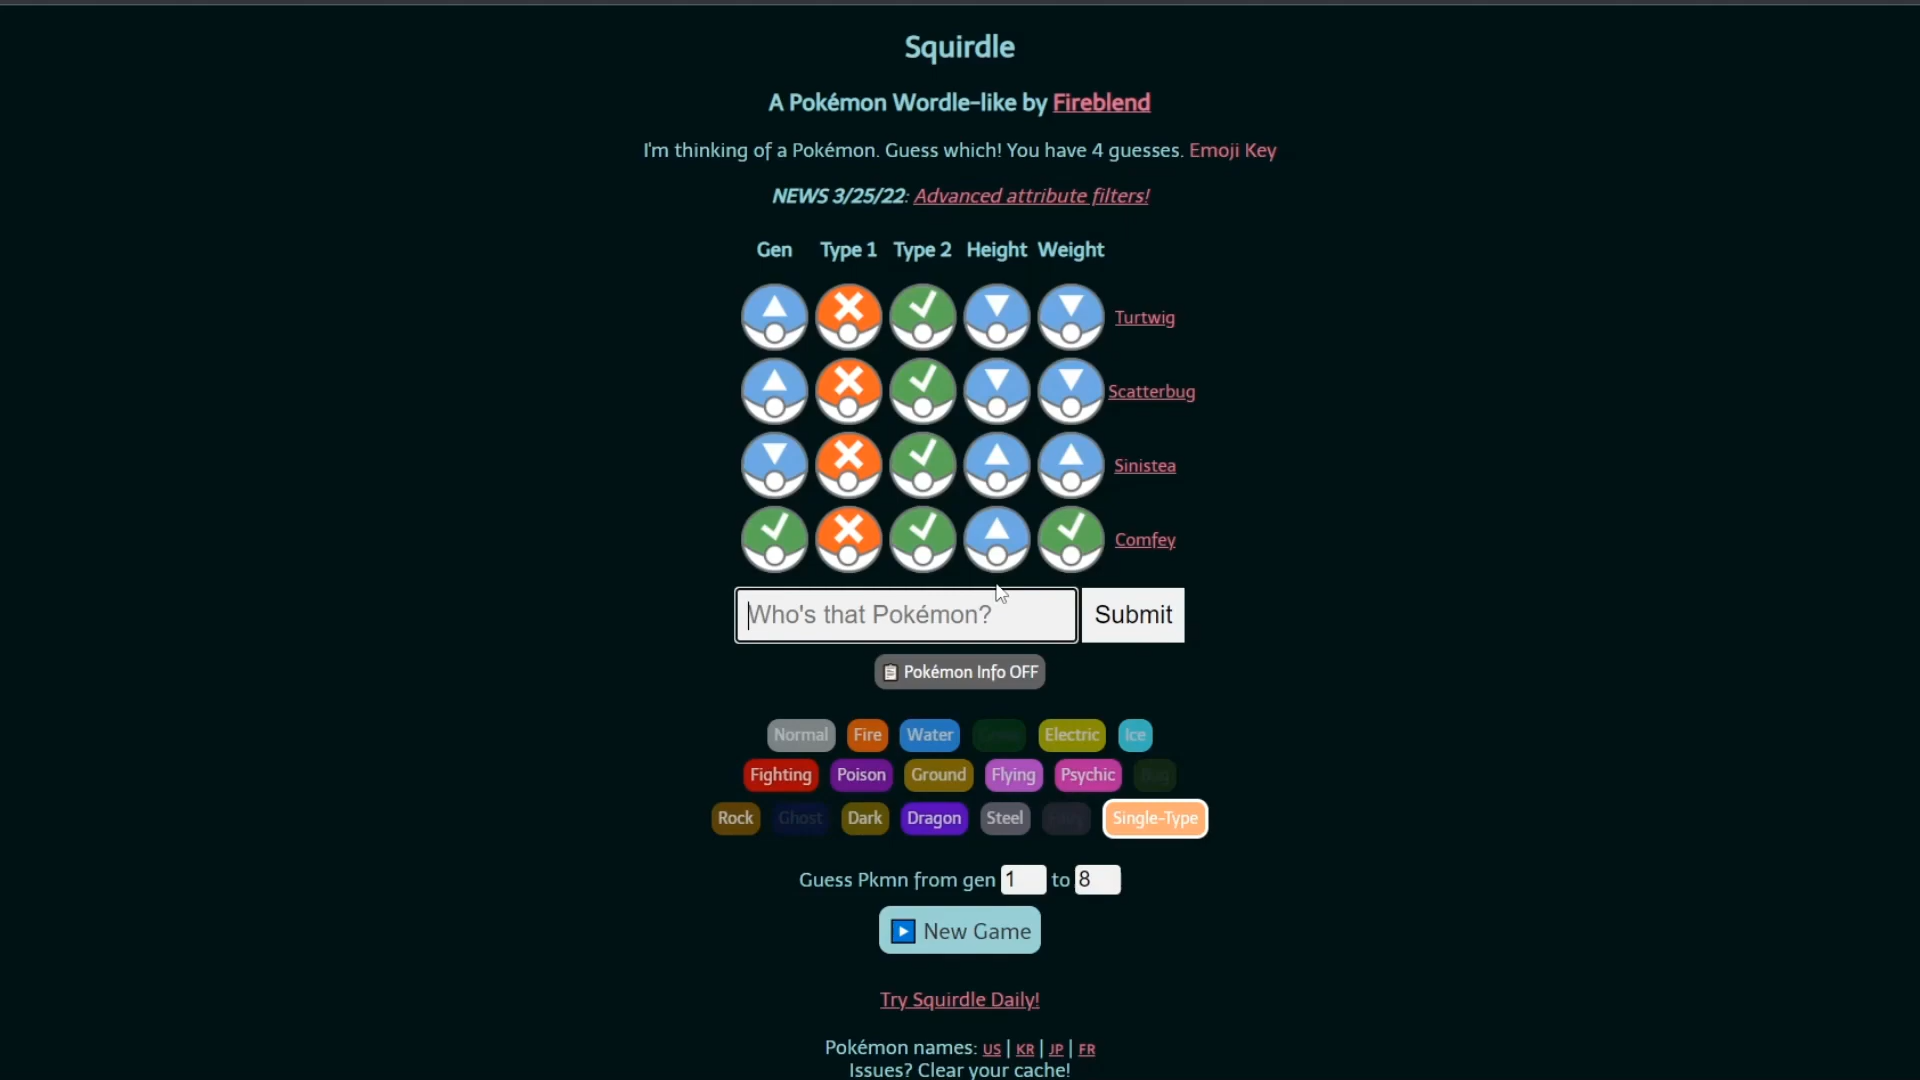 Squirdle
A Pokémon Wordle-like by Fireblend
I'm thinking of a Pokémon. Guess which! You have 4 guesses. Emoji Key
NEWS 3/25/22: Advanced attribute filters!
Gen Type 1 Type 2 Height Weight
Turtwig
Scatterbug
Sinistea
Comfey
Who's that Pokémon? Submit
Pokémon Info OFF
Normal Fire Water Electric Ice
Fighting Poison Ground Flying Psychic Bug
Rock Ghost Dark Dragon Steel Fairy Single-Type
Guess Pkmn from gen 1 to 8
New Game
Try Squirdle Daily!
Pokémon names: US | KR | JP | FR
Issues? Clear your cache!